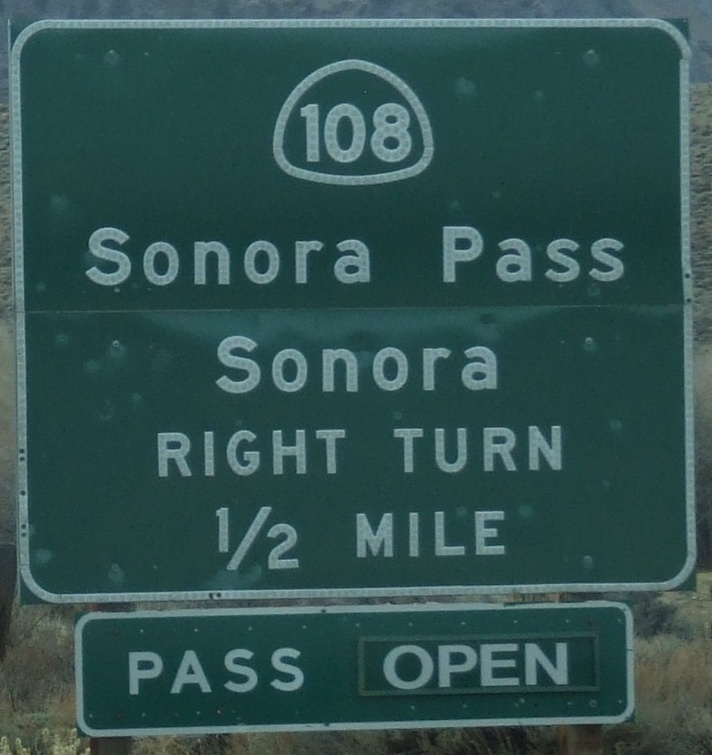 108
Sonora Pass
Sonora
RIGHT TURN
1/2 MILE
PASS OPEN